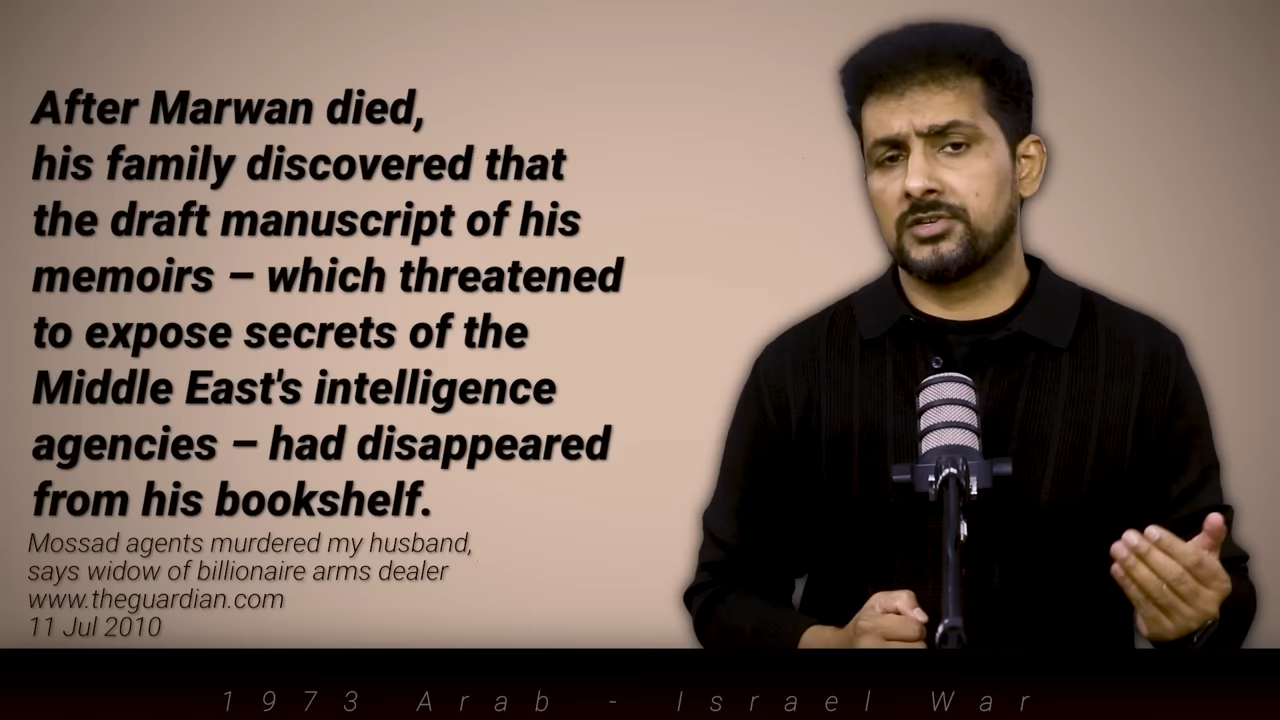 After Marwan died,
his family discovered that
the draft manuscript of his
memoirs – which threatened
to expose secrets of the
Middle East's intelligence
agencies – had disappeared
from his bookshelf.
Mossad agents murdered my husband,
says widow of billionaire arms dealer
www.theguardian.com
11 Jul 2010
1973 Arab - Israel War